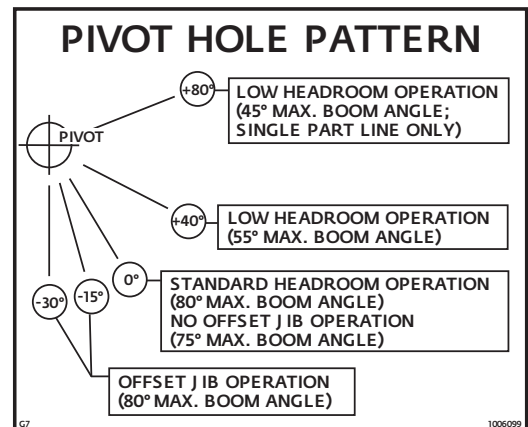 PIVOT HOLE PATTERN
+80°
LOW HEADROOM OPERATION
(45° MAX. BOOM ANGLE;
SINGLE PART LINE ONLY)
PIVOT
+40°
LOW HEADROOM OPERATION
(55° MAX. BOOM ANGLE)
0°
-15°
-30°
STANDARD HEADROOM OPERATION
(80° MAX. BOOM ANGLE)
NO OFFSET JIB OPERATION
(75° MAX. BOOM ANGLE)
OFFSET JIB OPERATION
(80° MAX. BOOM ANGLE)
G7
1006099